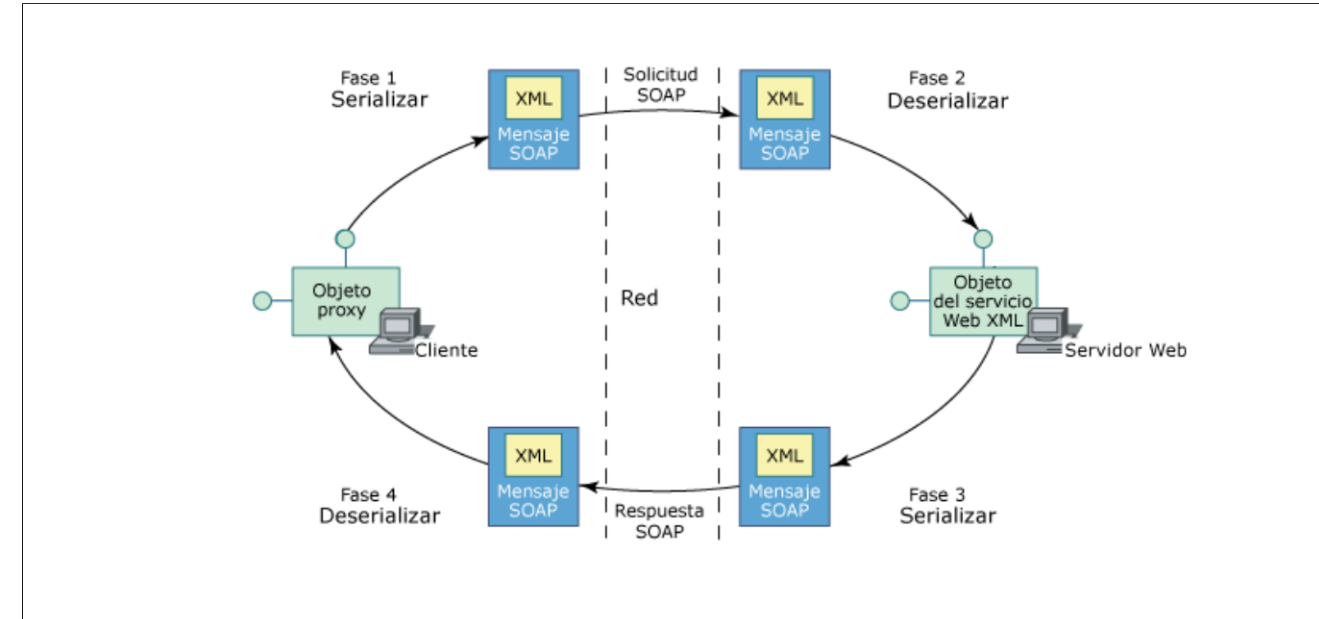 Fase 1
Serializar
XML
Mensaje
SOAP
Solicitud
SOAP
XML
Mensaje
SOAP
Fase 2
Deserializar
Objeto
proxy
Cliente
Red
Objeto
del servicio
Web XML
Servidor Web
Fase 4
Deserializar
XML
Mensaje
SOAP
Respuesta
SOAP
XML
Mensaje
SOAP
Fase 3
Serializar